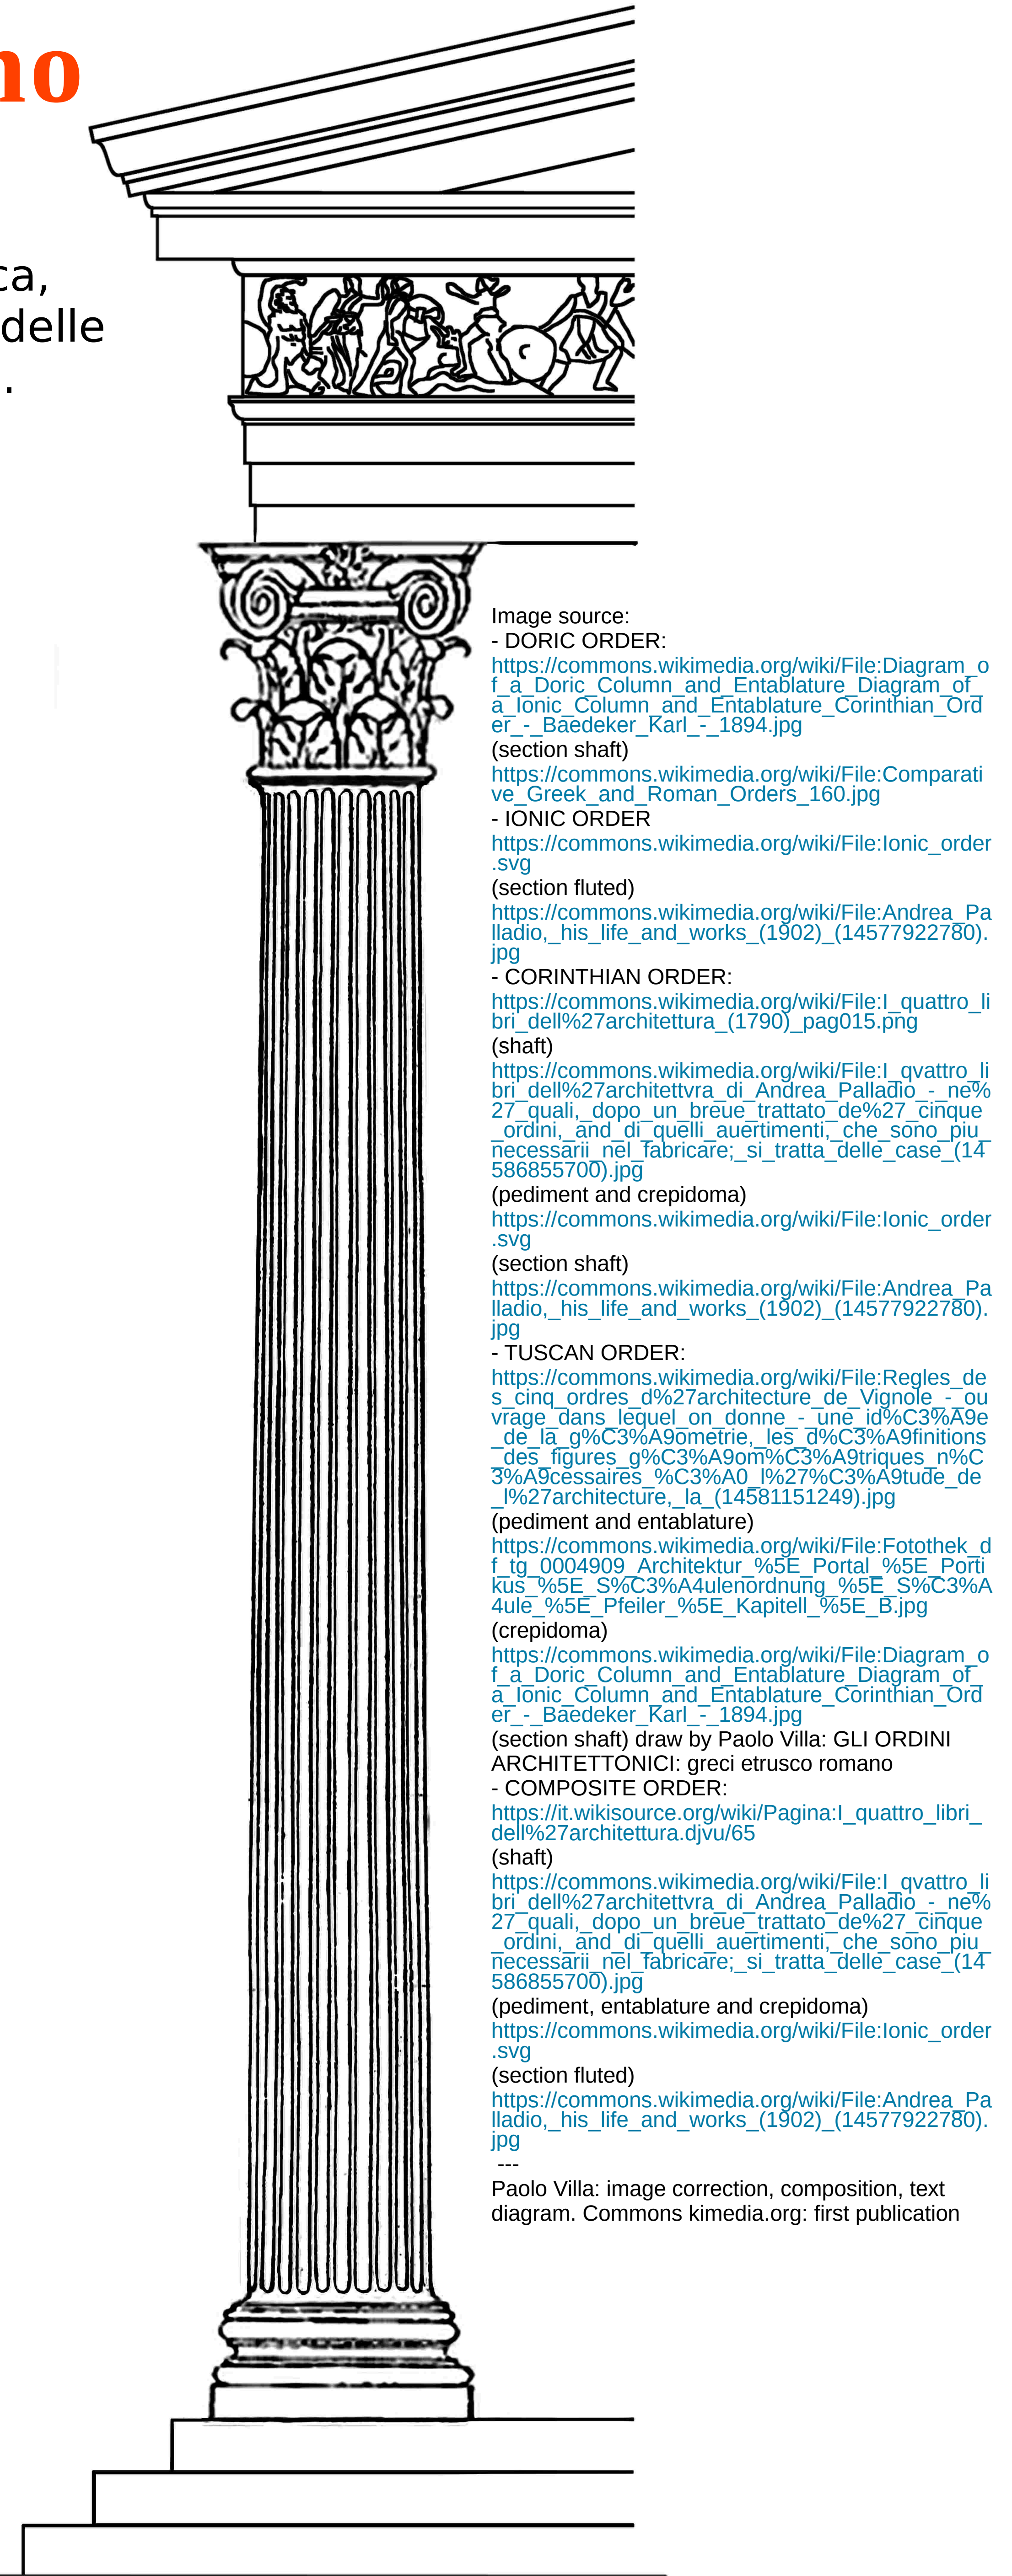 no
ca,
delle
.
Image source:
- DORIC ORDER:
https://commons.wikimedia.org/wiki/File:Diagram_o
f_a_Doric_Column_and_Entablature_Diagram_of_
a_Ionic_Column_and_Entablature_Corinthian_Ord
er_-_Baedeker_Karl_-_1894.jpg
(section shaft)
https://commons.wikimedia.org/wiki/File:Comparati
ve_Greek_and_Roman_Orders_160.jpg
- IONIC ORDER
https://commons.wikimedia.org/wiki/File:Ionic_order
.svg
(section fluted)
https://commons.wikimedia.org/wiki/File:Andrea_Pa
lladio,_his_life_and_works_(1902)_(14577922780).
jpg
- CORINTHIAN ORDER:
https://commons.wikimedia.org/wiki/File:I_quattro_li
bri_dell%27architettura_(1790)_pag015.png
(shaft)
https://commons.wikimedia.org/wiki/File:I_qvattro_li
bri_dell%27architettvra_di_Andrea_Palladio_-_ne%
27_quali,_dopo_un_breue_trattato_de%27_cinque
_ordini,_and_di_quelli_auertimenti,_che_sono_piu_
necessarii_nel_fabricare;_si_tratta_delle_case_(14
586855700).jpg
(pediment and crepidoma)
https://commons.wikimedia.org/wiki/File:Ionic_order
.svg
(section shaft)
https://commons.wikimedia.org/wiki/File:Andrea_Pa
lladio,_his_life_and_works_(1902)_(14577922780).
jpg
- TUSCAN ORDER:
https://commons.wikimedia.org/wiki/File:Regles_de
s_cinq_ordres_d%27architecture_de_Vignole_-_ou
vrage_dans_lequel_on_donne_-_une_id%C3%A9e
_de_la_g%C3%A9ometrie,_les_d%C3%A9finitions
_des_figures_g%C3%A9om%C3%A9triques_n%C
3%A9cessaires_%C3%A0_l%27%C3%A9tude_de
_l%27architecture,_la_(14581151249).jpg
(pediment and entablature)
https://commons.wikimedia.org/wiki/File:Fotothek_d
f_tg_0004909_Architektur_%5E_Portal_%5E_Porti
kus_%5E_S%C3%A4ulenordnung_%5E_S%C3%A
4ule_%5E_Pfeiler_%5E_Kapitell_%5E_B.jpg
(crepidoma)
https://commons.wikimedia.org/wiki/File:Diagram_o
f_a_Doric_Column_and_Entablature_Diagram_of_
a_Ionic_Column_and_Entablature_Corinthian_Ord
er_-_Baedeker_Karl_-_1894.jpg
(section shaft) draw by Paolo Villa: GLI ORDINI
ARCHITETTONICI: greci etrusco romano
- COMPOSITE ORDER:
https://it.wikisource.org/wiki/Pagina:I_quattro_libri_
dell%27architettura.djvu/65
(shaft)
https://commons.wikimedia.org/wiki/File:I_qvattro_li
bri_dell%27architettvra_di_Andrea_Palladio_-_ne%
27_quali,_dopo_un_breue_trattato_de%27_cinque
_ordini,_and_di_quelli_auertimenti,_che_sono_piu_
necessarii_nel_fabricare;_si_tratta_delle_case_(14
586855700).jpg
(pediment, entablature and crepidoma)
https://commons.wikimedia.org/wiki/File:Ionic_order
.svg
(section fluted)
https://commons.wikimedia.org/wiki/File:Andrea_Pa
lladio,_his_life_and_works_(1902)_(14577922780).
jpg
---
Paolo Villa: image correction, composition, text
diagram. Commons kimedia.org: first publication